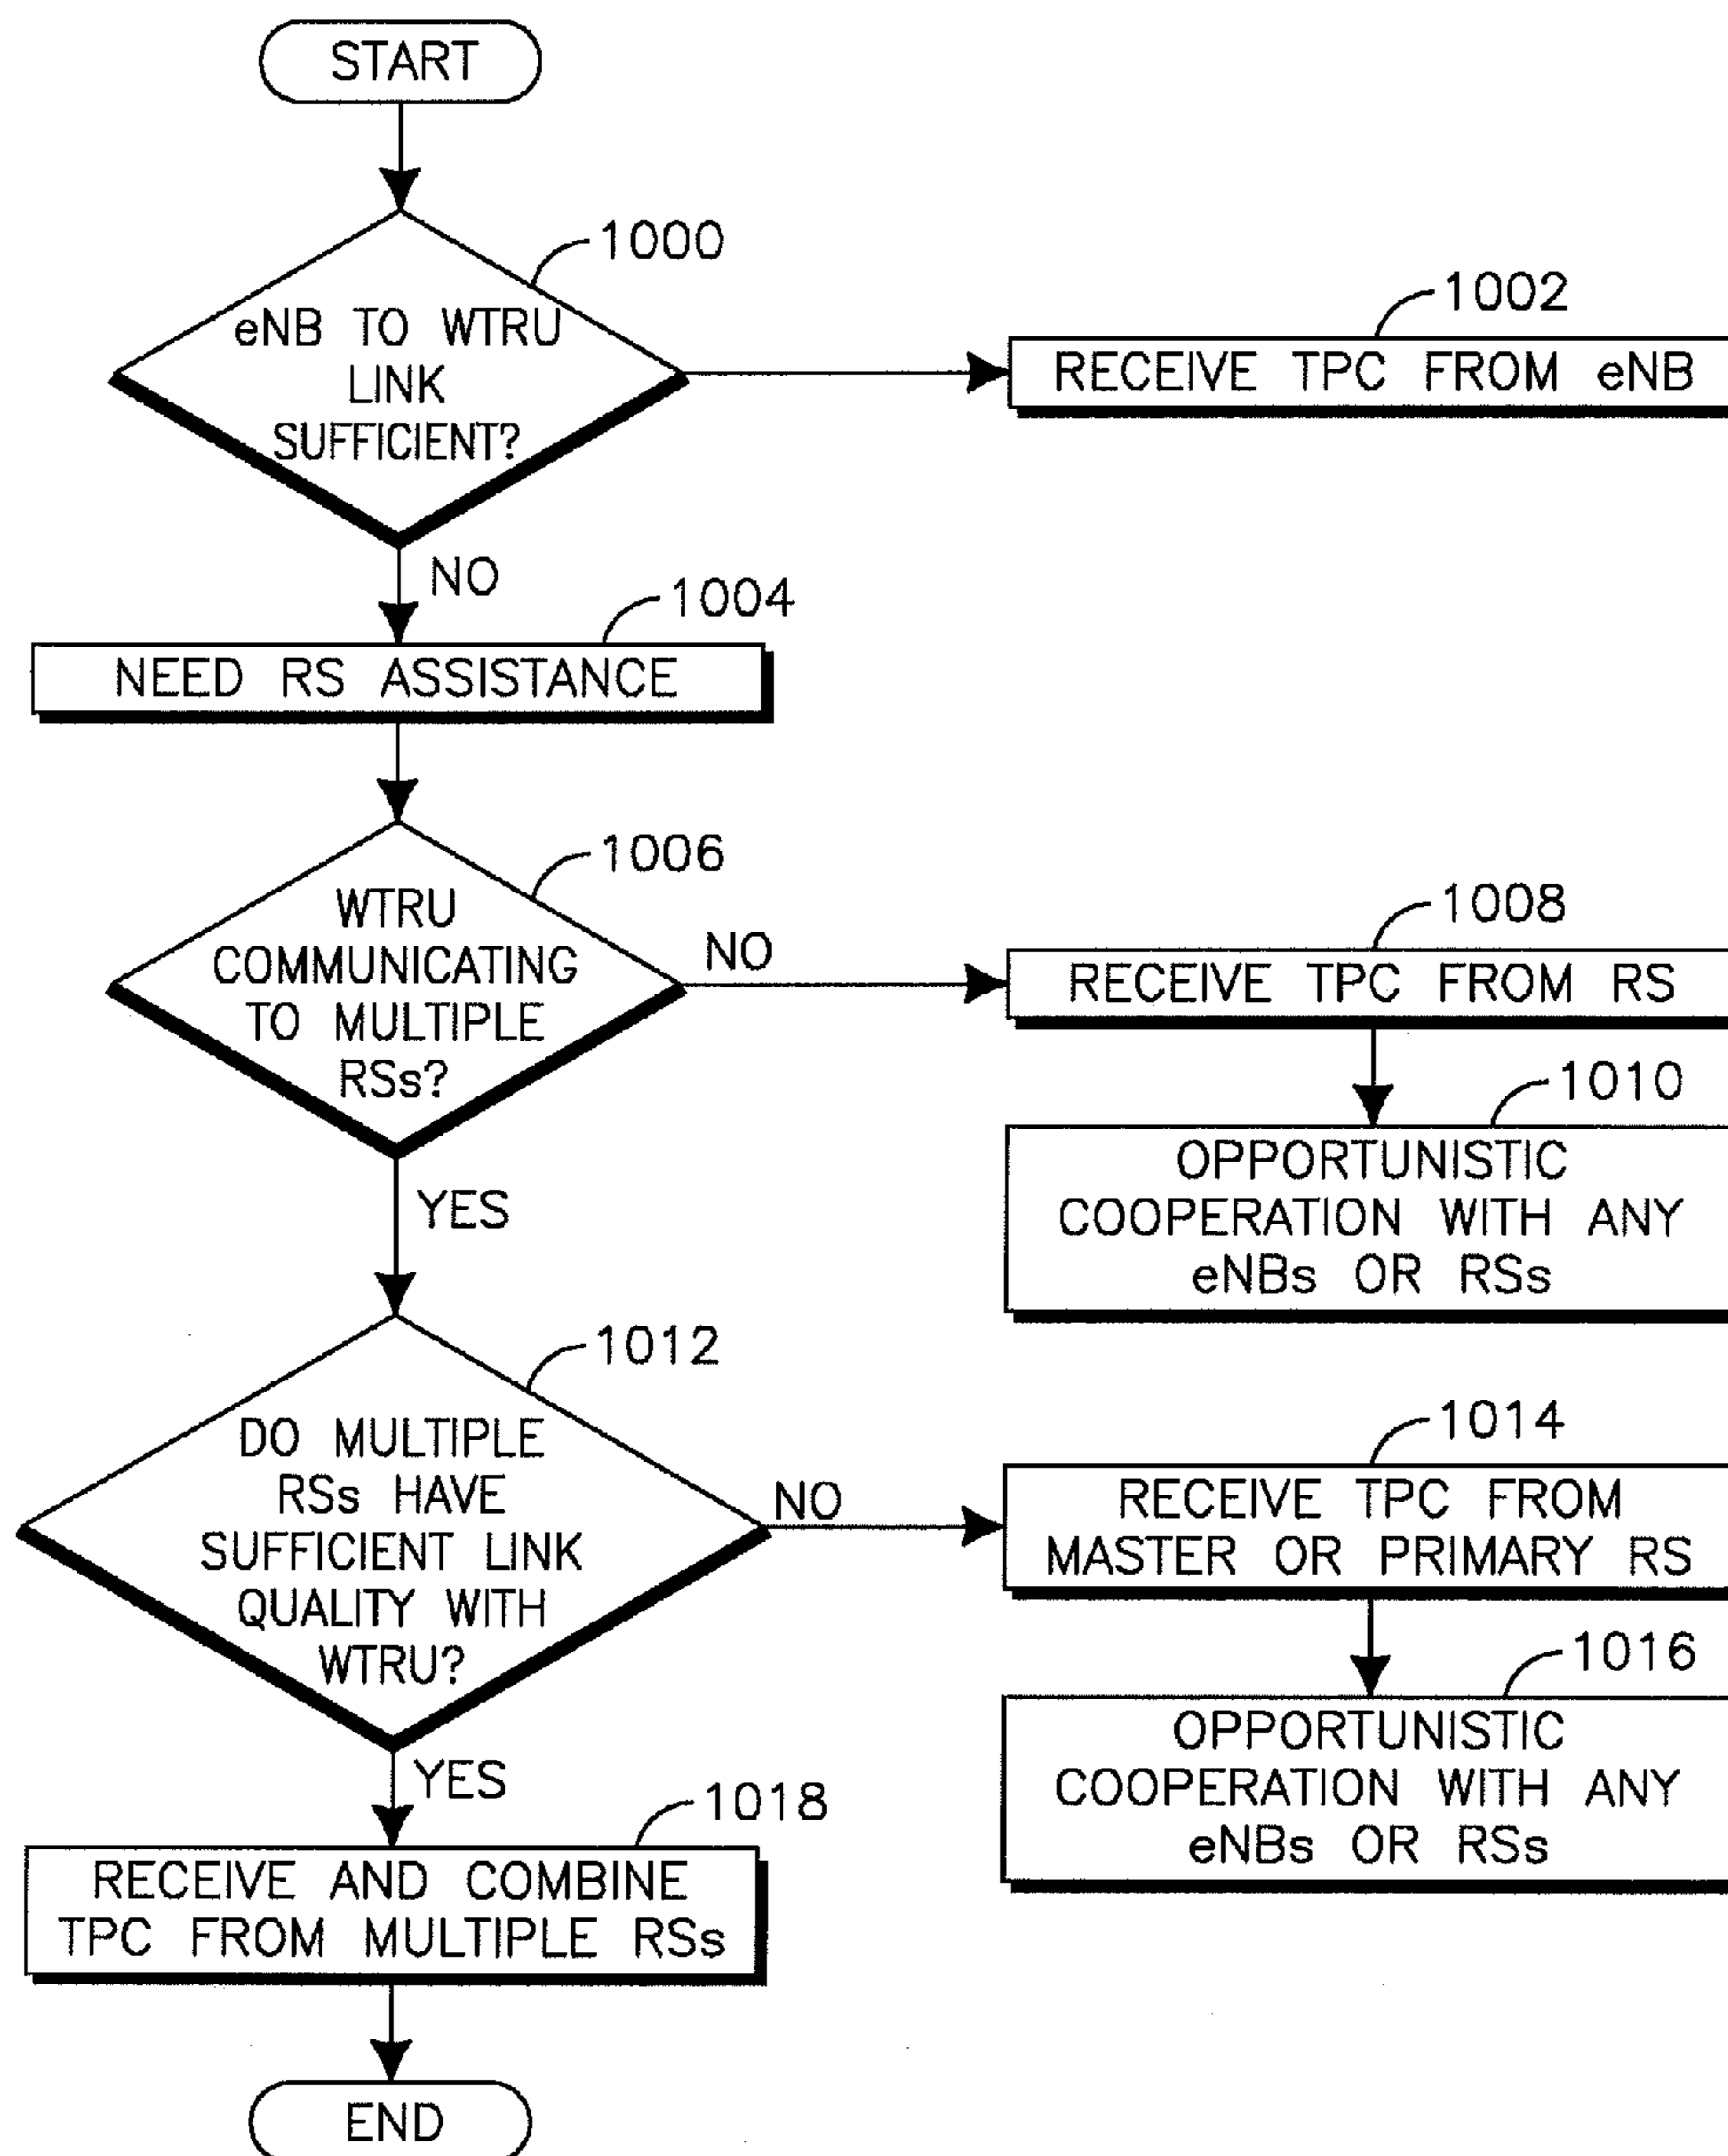 START
1000
eNB TO WTRU
LINK
SUFFICIENT?
1002
RECEIVE TPC FROM eNB
NO
1004
NEED RS ASSISTANCE
1006
WTRU
COMMUNICATING
TO MULTIPLE
RSs?
NO
1008
RECEIVE TPC FROM RS
1010
OPPORTUNISTIC
COOPERATION WITH ANY
eNBs OR RSs
YES
1012
DO MULTIPLE
RSs HAVE
SUFFICIENT LINK
QUALITY WITH
WTRU?
NO
1014
RECEIVE TPC FROM
MASTER OR PRIMARY RS
1016
OPPORTUNISTIC
COOPERATION WITH ANY
eNBs OR RSs
YES
1018
RECEIVE AND COMBINE
TPC FROM MULTIPLE RSs
END